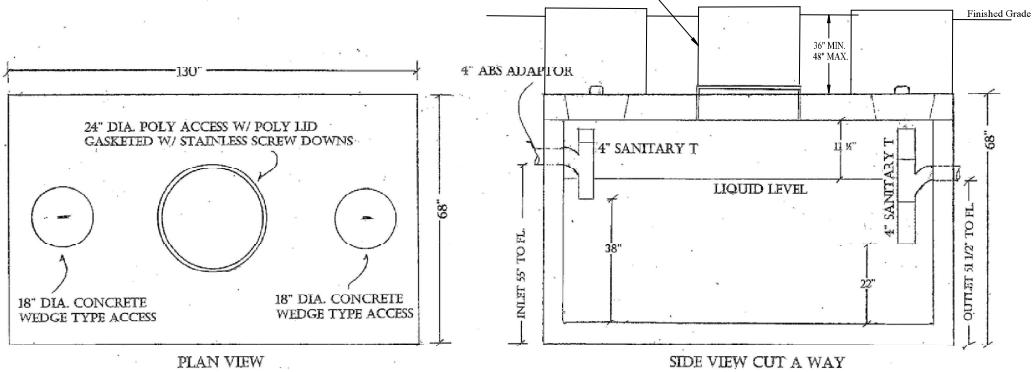 130"
24" DIA. POLY ACCESS W/ POLY LID
GASKETED W/ STAINLESS SCREW DOWNS
68"
18" DIA. CONCRETE
WEDGE TYPE ACCESS
18" DIA. CONCRETE
WEDGE TYPE ACCESS
PLAN VIEW
Finished Grade
36" MIN.
48" MAX.
4" ABS ADAPTOR
4" SANITARY T
LIQUID LEVEL
4" SANITARY T
68"
38"
22"
INLET 55" TO FL.
OUTLET 51 1/2" TO FL.
SIDE VIEW CUT A WAY